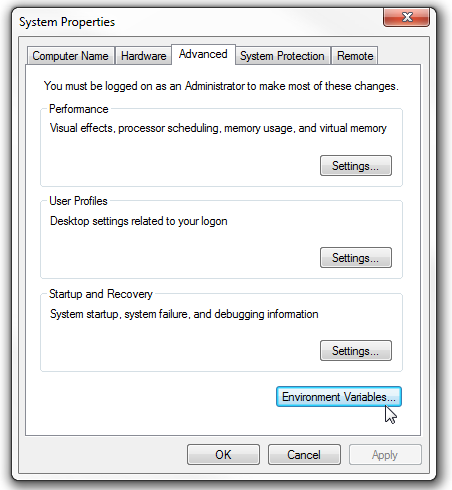 System Properties
Computer Name Hardware Advanced System Protection Remote
You must be logged on as an Administrator to make most of these changes.
Performance
Visual effects, processor scheduling, memory usage, and virtual memory
Settings...
User Profiles
Desktop settings related to your logon
Settings...
Startup and Recovery
System startup, system failure, and debugging information
Settings...
Environment Variables...
OK Cancel Apply